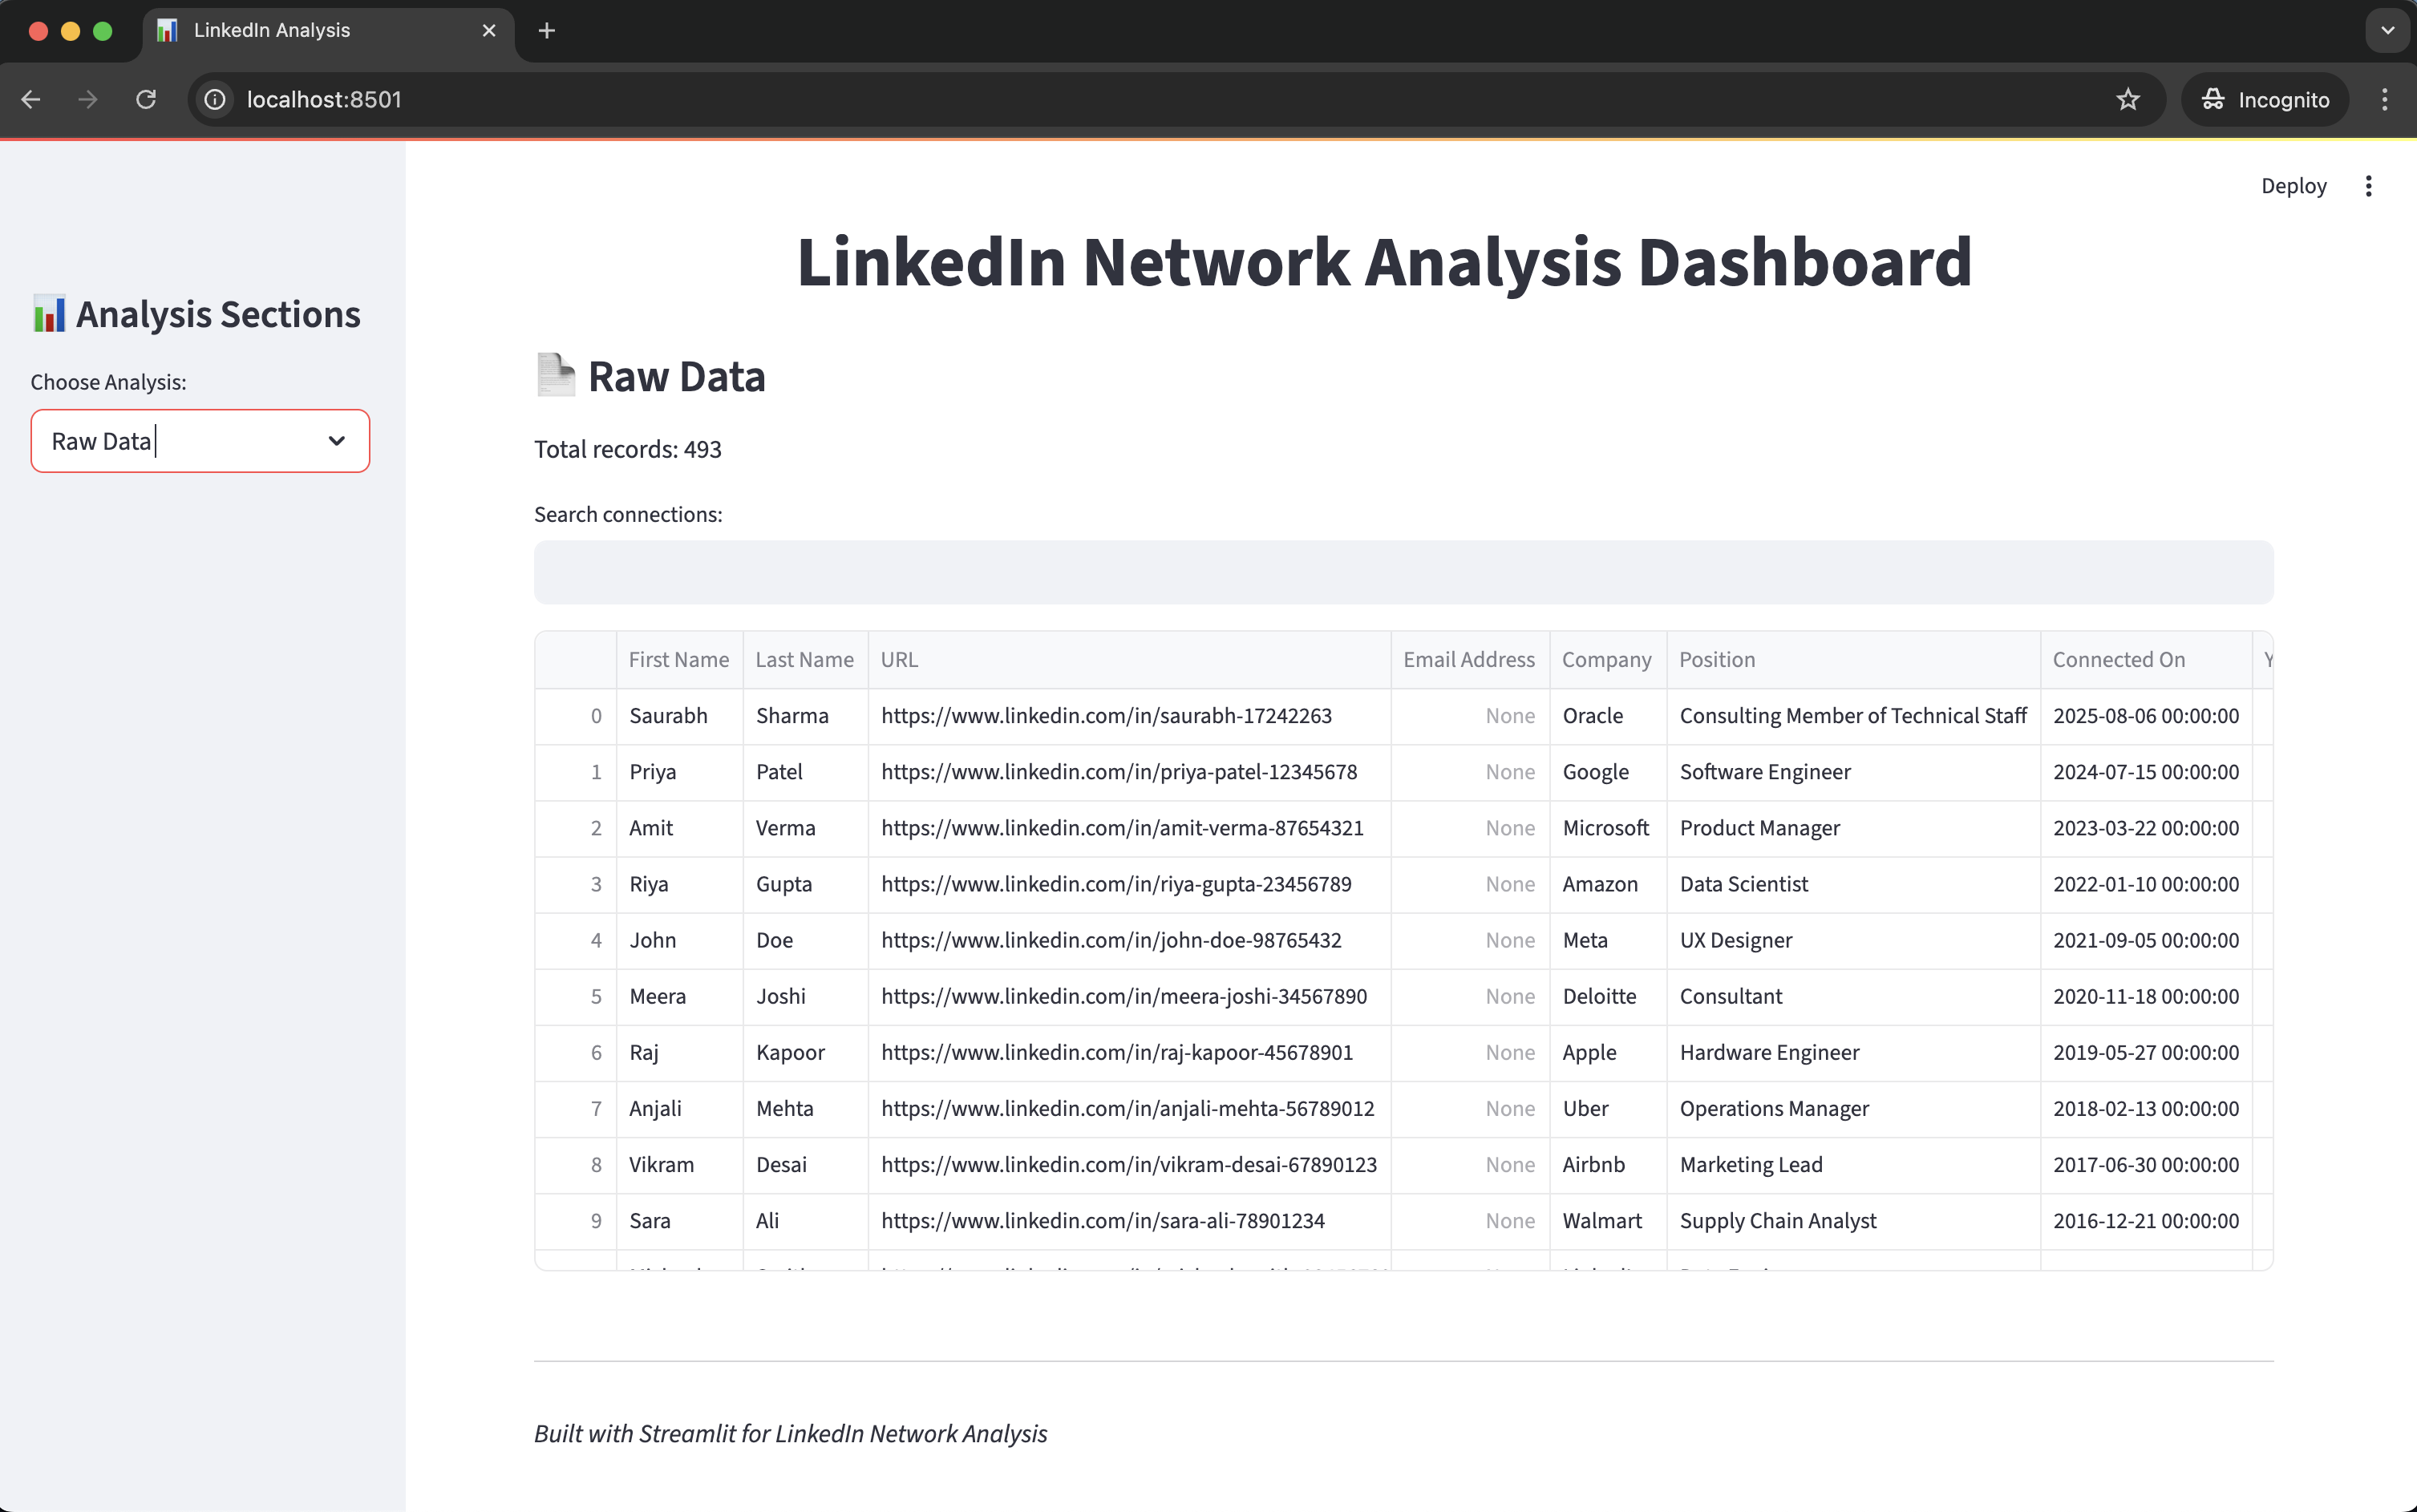 LinkedIn Analysis
localhost:8501
Incognito
Deploy
LinkedIn Network Analysis Dashboard
Analysis Sections
Choose Analysis:
Raw Data
Raw Data
Total records: 493
Search connections:
First Name Last Name URL Email Address Company Position Connected On Y
0 Saurabh Sharma https://www.linkedin.com/in/saurabh-17242263 None Oracle Consulting Member of Technical Staff 2025-08-06 00:00:00
1 Priya Patel https://www.linkedin.com/in/priya-patel-12345678 None Google Software Engineer 2024-07-15 00:00:00
2 Amit Verma https://www.linkedin.com/in/amit-verma-87654321 None Microsoft Product Manager 2023-03-22 00:00:00
3 Riya Gupta https://www.linkedin.com/in/riya-gupta-23456789 None Amazon Data Scientist 2022-01-10 00:00:00
4 John Doe https://www.linkedin.com/in/john-doe-98765432 None Meta UX Designer 2021-09-05 00:00:00
5 Meera Joshi https://www.linkedin.com/in/meera-joshi-34567890 None Deloitte Consultant 2020-11-18 00:00:00
6 Raj Kapoor https://www.linkedin.com/in/raj-kapoor-45678901 None Apple Hardware Engineer 2019-05-27 00:00:00
7 Anjali Mehta https://www.linkedin.com/in/anjali-mehta-56789012 None Uber Operations Manager 2018-02-13 00:00:00
8 Vikram Desai https://www.linkedin.com/in/vikram-desai-67890123 None Airbnb Marketing Lead 2017-06-30 00:00:00
9 Sara Ali https://www.linkedin.com/in/sara-ali-78901234 None Walmart Supply Chain Analyst 2016-12-21 00:00:00
Built with Streamlit for LinkedIn Network Analysis